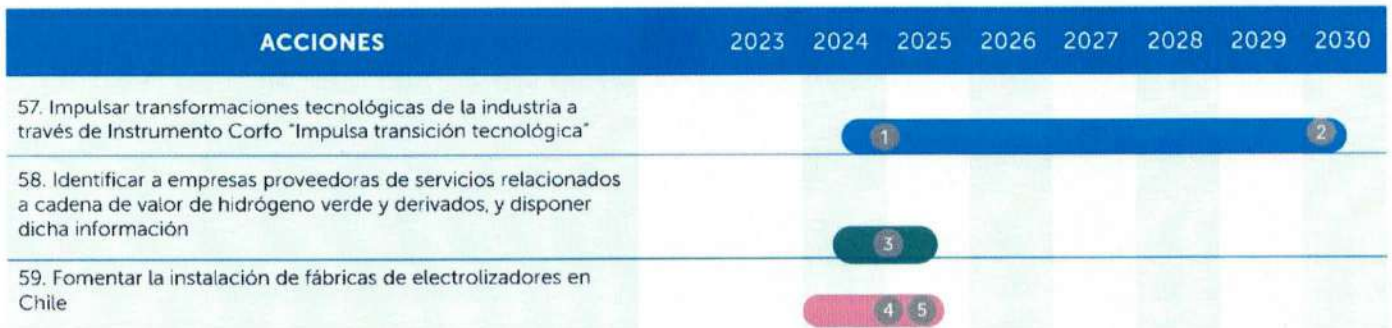 ACCIONES 2023 2024 2025 2026 2027 2028 2029 2030
57. Impulsar transformaciones tecnológicas de la industria a
través de Instrumento Corfo "Impulsa transición tecnológica"
1 2
58. Identificar a empresas proveedoras de servicios relacionados
a cadena de valor de hidrógeno verde y derivados, y disponer
dicha información
3
59. Fomentar la instalación de fábricas de electrolizadores en
Chile
4 5